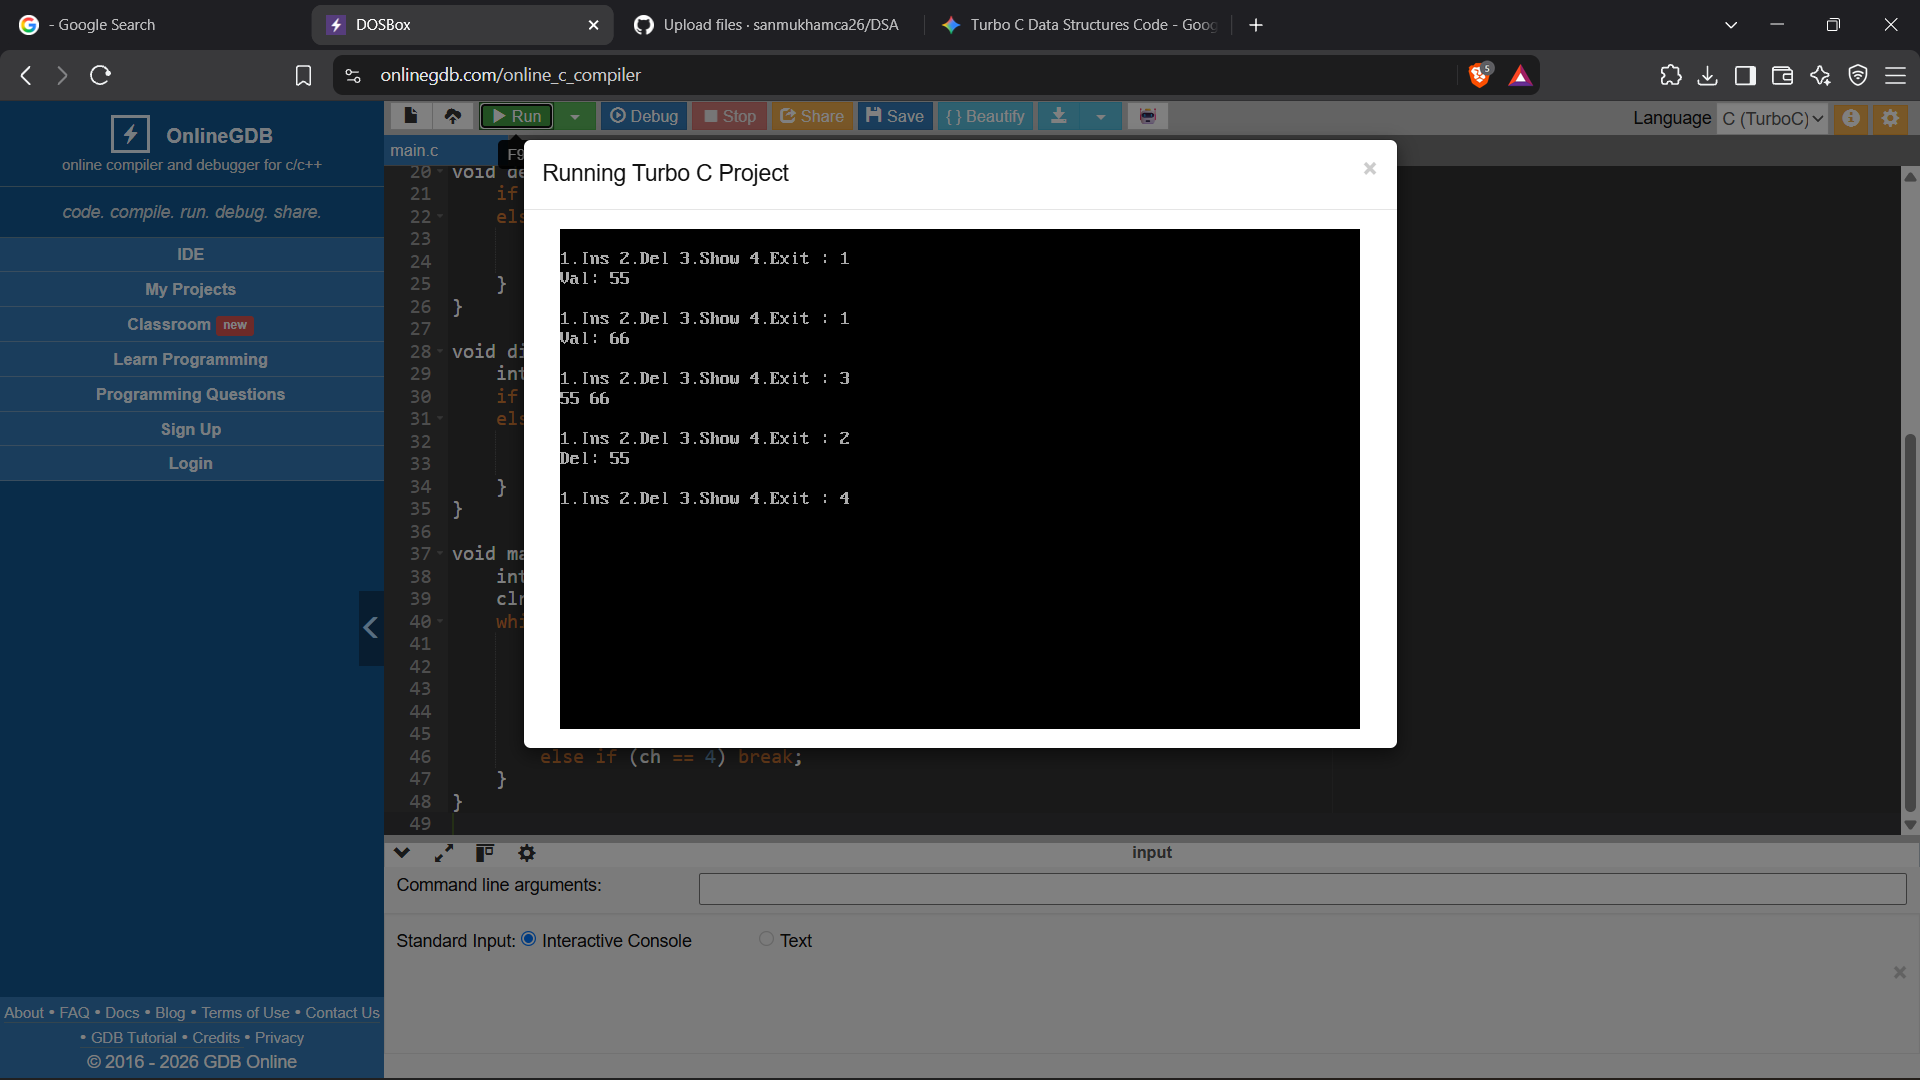 - Google Search
DOSBox
Upload files · sanmukhamca26/DSA
Turbo C Data Structures Code - Goog
onlinegdb.com/online_c_compiler
5
OnlineGDB
online compiler and debugger for c/c++
code. compile. run. debug. share.
IDE
My Projects
Classroom new
Learn Programming
Programming Questions
Sign Up
Login
About • FAQ • Docs • Blog • Terms of Use • Contact Us
• GDB Tutorial • Credits • Privacy
© 2016 - 2026 GDB Online
Run
Debug
Stop
Share
Save
{ } Beautify
Language C (TurboC)
main.c
F9
Running Turbo C Project
×
1.Ins 2.Del 3.Show 4.Exit : 1
Val: 55
1.Ins 2.Del 3.Show 4.Exit : 1
Val: 66
1.Ins 2.Del 3.Show 4.Exit : 3
55 66
1.Ins 2.Del 3.Show 4.Exit : 2
Del: 55
1.Ins 2.Del 3.Show 4.Exit : 4
20 void de
21 if
22 els
23
24
25 }
26 }
27
28 void di
29 int
30 if
31 els
32
33
34 }
35 }
36
37 void ma
38 int
39 clr
40 whi
41
42
43
44
45
46 else if (ch == 4) break;
47 }
48 }
49
input
Command line arguments:
Standard Input: Interactive Console Text